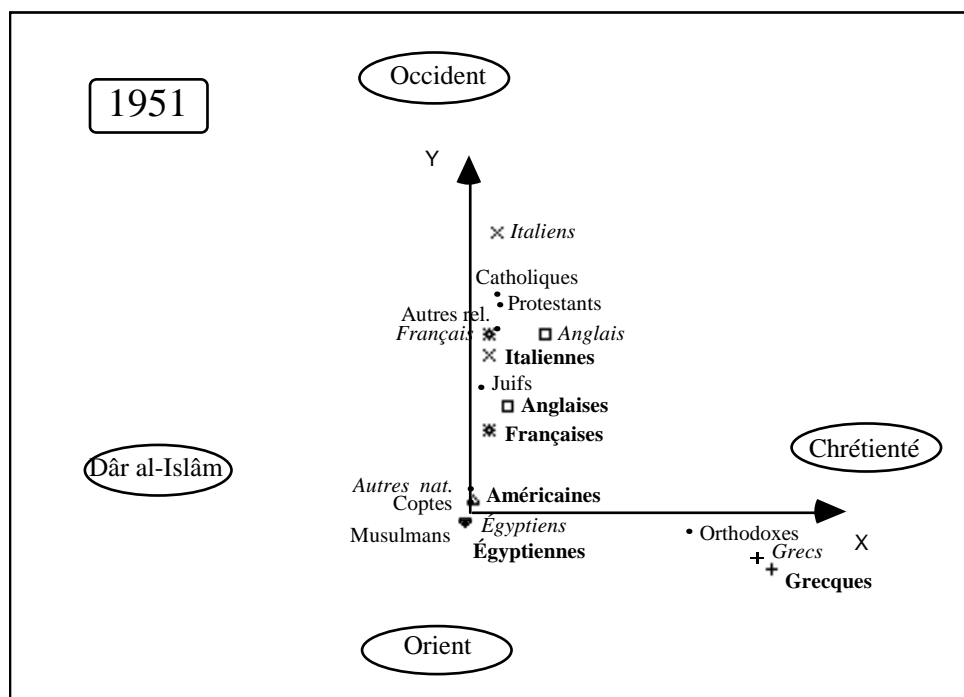 Occident
1951
Y
Italiens
Catholiques
Protestants
Autres rel.
Français
Anglais
Italiennes
Juifs
Anglaises
Françaises
Chrétienté
Dâr al-Islâm
Autres nat.
Américaines
Coptes
Égyptiens
Musulmans
Orthodoxes
X
Égyptiennes
Grecs
Grecques
Orient